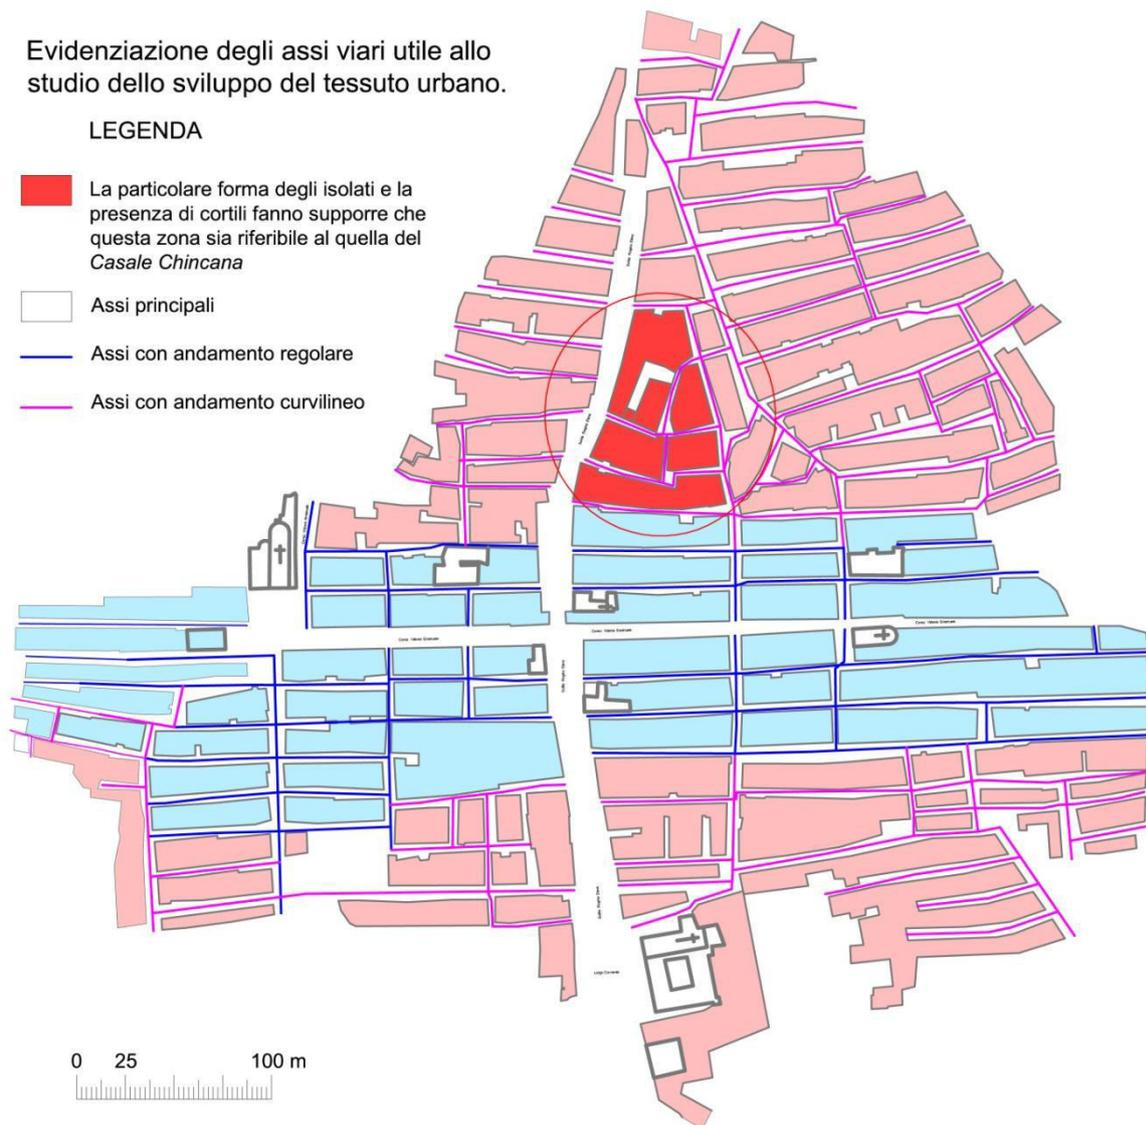 Evidenziazione degli assi viari utile allo
studio dello sviluppo del tessuto urbano.
LEGENDA
La particolare forma degli isolati e la
presenza di cortili fanno supporre che
questa zona sia riferibile al quella del
Casale Chincana
Assi principali
Assi con andamento regolare
Assi con andamento curvilineo
0 25 100 m